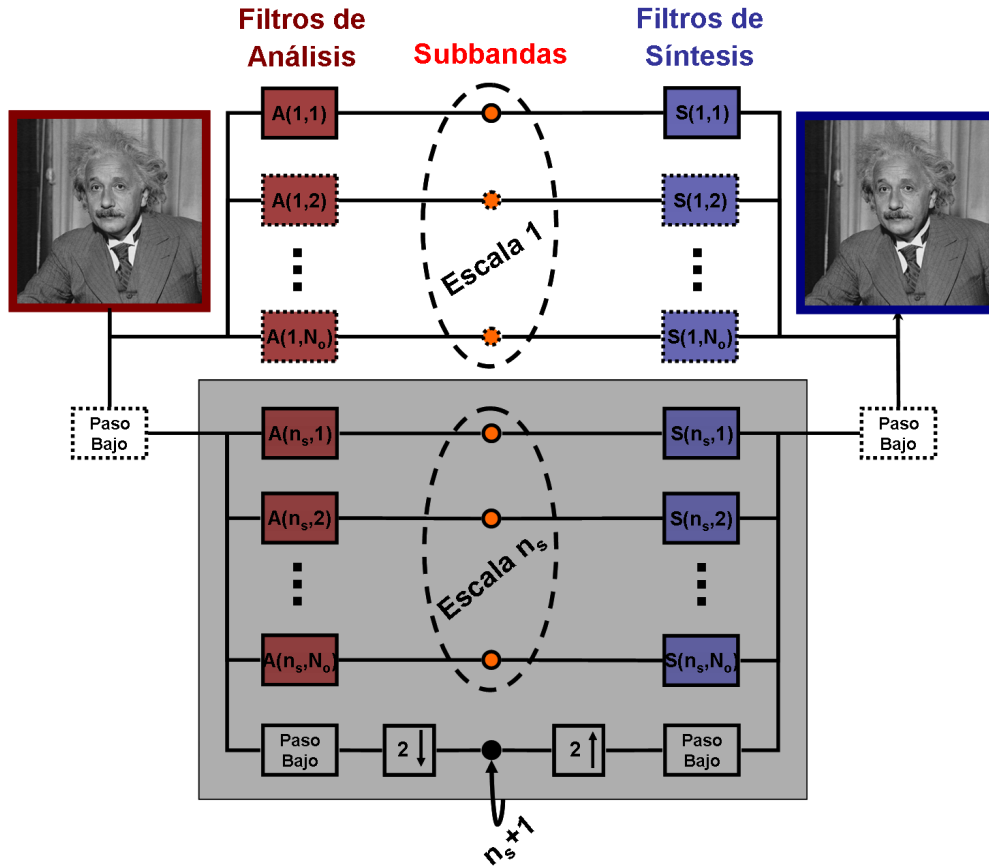 Filtros de
Análisis
Subbandas
Filtros de
Síntesis
A(1,1)
S(1,1)
A(1,2)
S(1,2)
Escala 1
A(1,Nₒ)
S(1,Nₒ)
Paso
Bajo
A(nₛ,1)
S(nₛ,1)
Paso
Bajo
A(nₛ,2)
S(nₛ,2)
Escala nₛ
A(nₛ,Nₒ)
S(nₛ,Nₒ)
Paso
Bajo
2
2
Paso
Bajo
nₛ+1